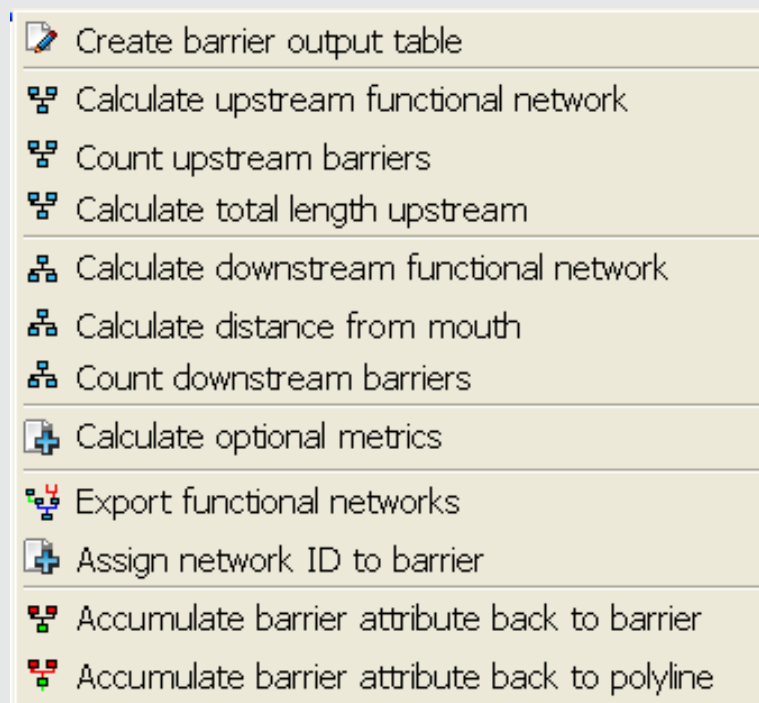 Create barrier output table
Calculate upstream functional network
Count upstream barriers
Calculate total length upstream
Calculate downstream functional network
Calculate distance from mouth
Count downstream barriers
Calculate optional metrics
Export functional networks
Assign network ID to barrier
Accumulate barrier attribute back to barrier
Accumulate barrier attribute back to polyline